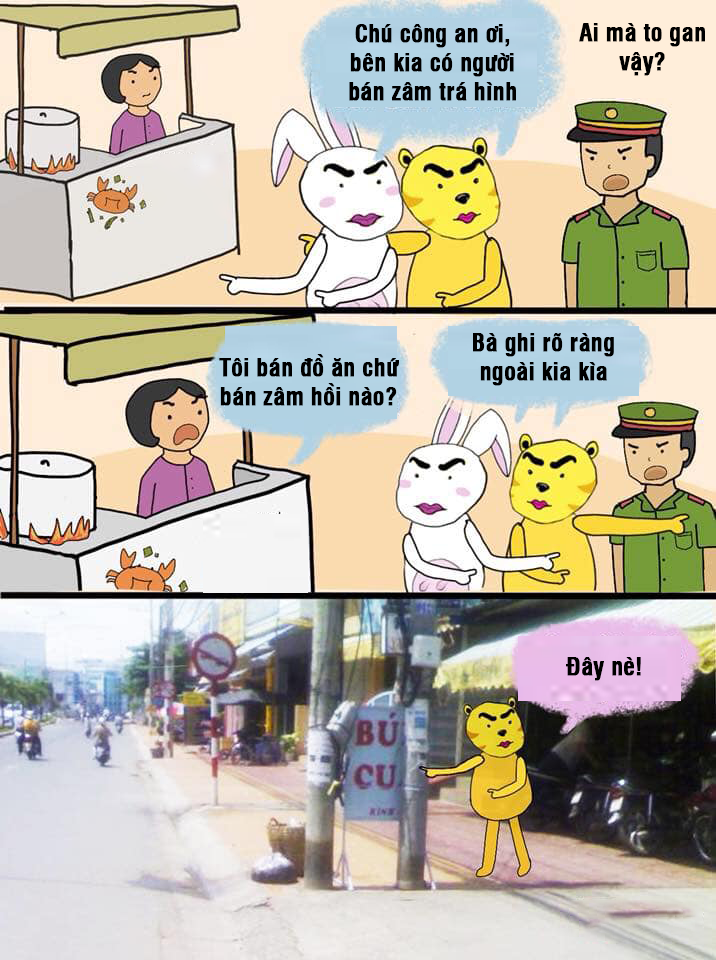 Chú công an ơi,
bên kia có người
bán zâm trá hình
Ai mà to gan
vậy?
Tôi bán đồ ăn chứ
bán zâm hồi nào?
Bà ghi rõ ràng
ngoài kia kìa
Đây nè!
BÚ
CU
KINH